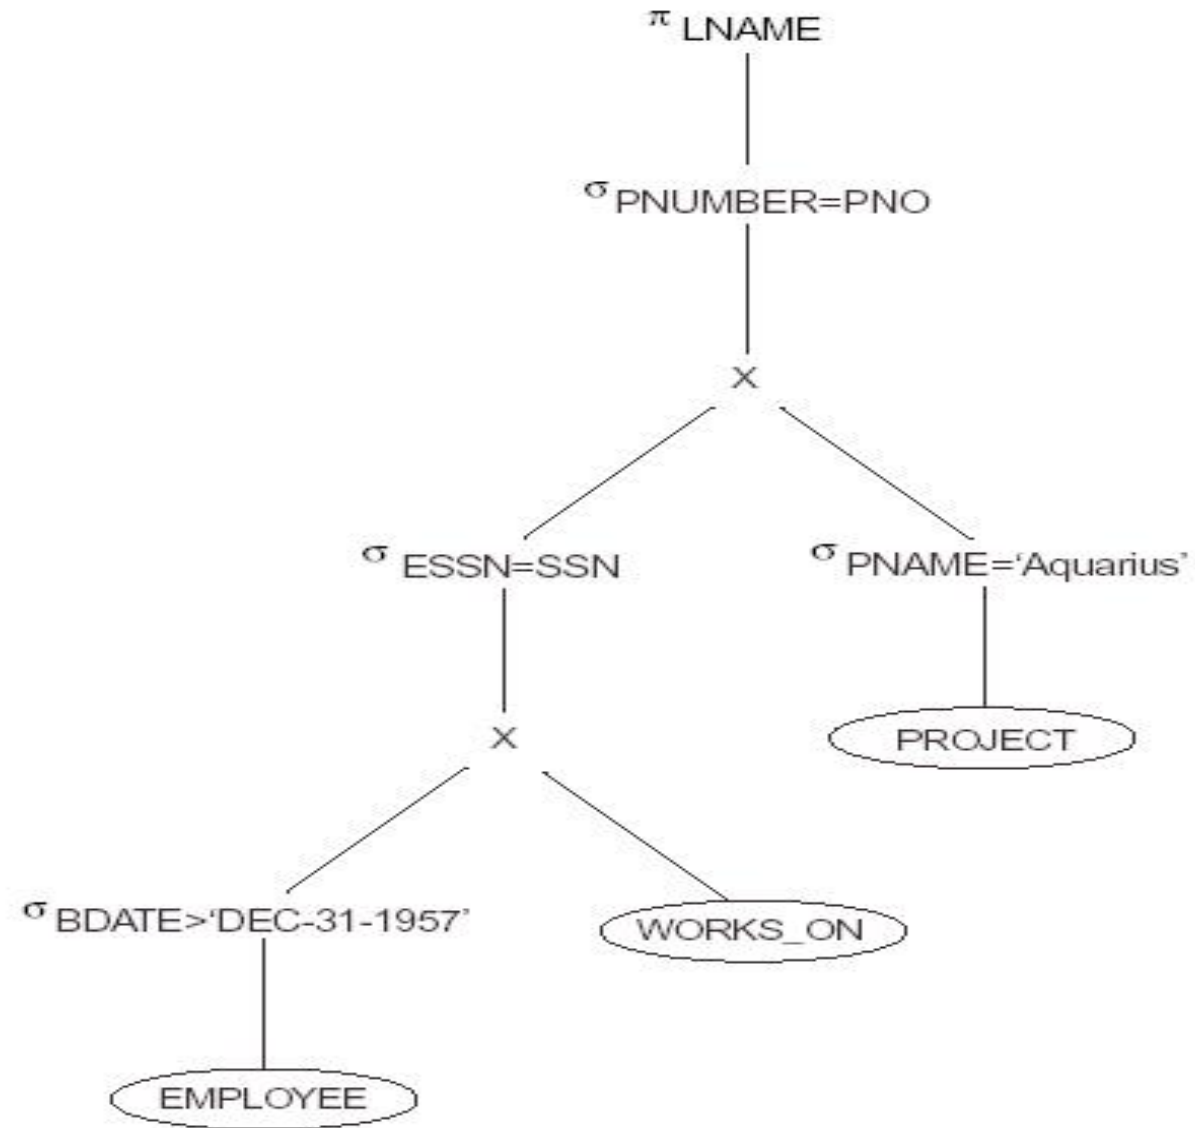 π LNAME
σ PNUMBER=PNO
X
σ ESSN=SSN
σ PNAME=‘Aquarius’
X
PROJECT
σ BDATE>‘DEC-31-1957’
WORKS_ON
EMPLOYEE